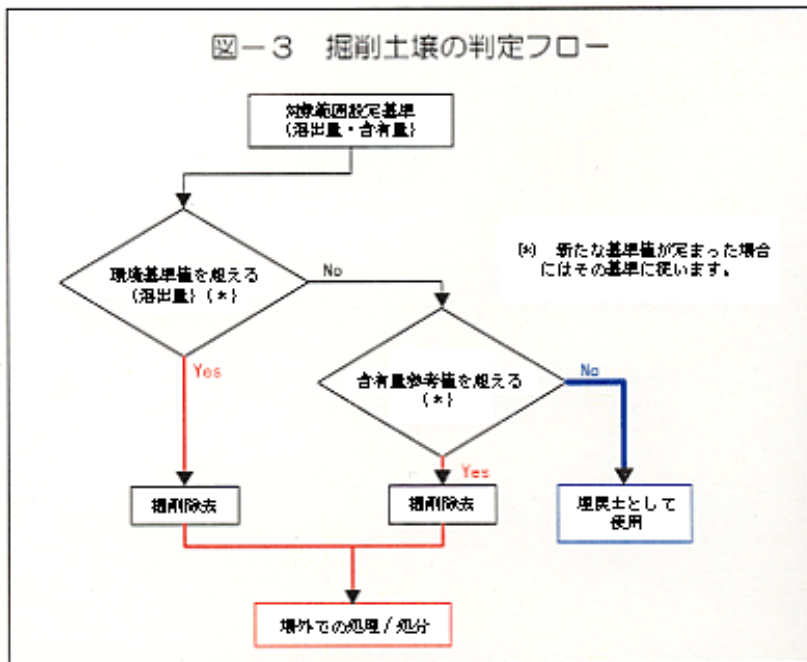 図－３　掘削土壌の判定フロー
対象範囲設定基準
(溶出量・含有量)
環境基準値を超える
(溶出量) (*)
No
(*)　新たな基準値が定まった場合
にはその基準に従います。
Yes
含有量参考値を超える
(*)
No
Yes
掘削除去
掘削除去
埋戻土として
使用
場外での処理/処分